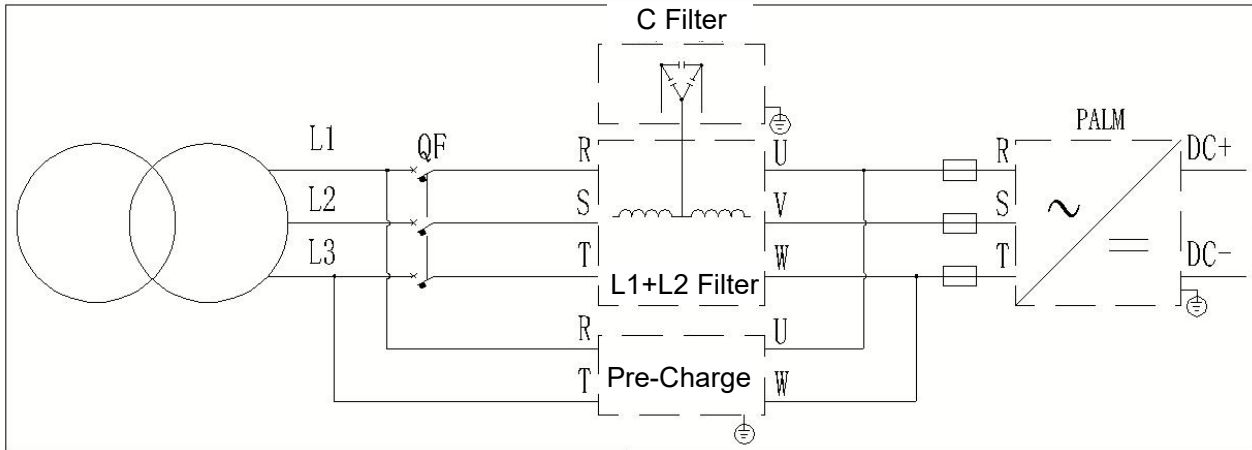 C Filter
PALM
L1 QF R U R DC+
L2 S V S
L3 T W T DC-
L1+L2 Filter
R U
Pre-Charge
T W